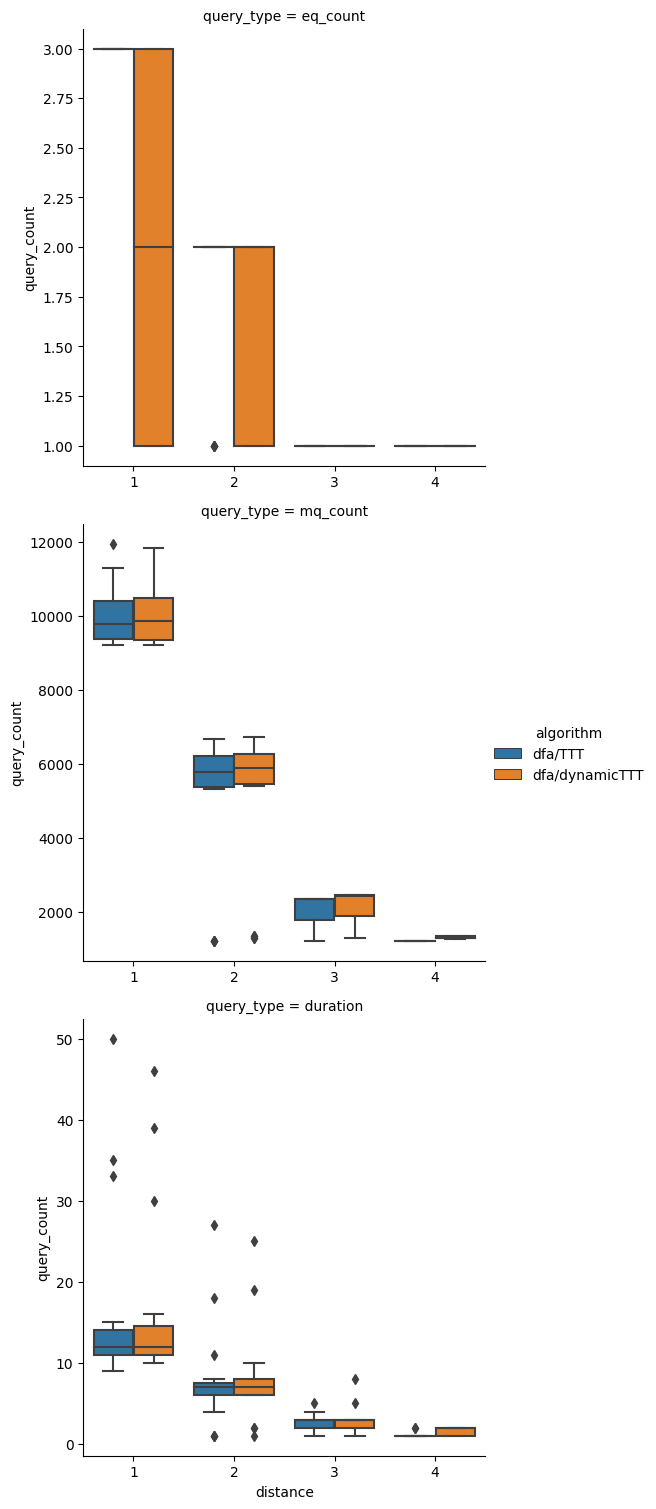 query_type = eq_count
3.00
2.75
2.50
2.25
2.00
1.75
1.50
1.25
1.00
query_count
1 2 3 4
query_type = mq_count
12000
10000
8000
6000
4000
2000
query_count
1 2 3 4
algorithm
dfa/TTT
dfa/dynamicTTT
query_type = duration
50
40
30
20
10
0
query_count
1 2 3 4
distance